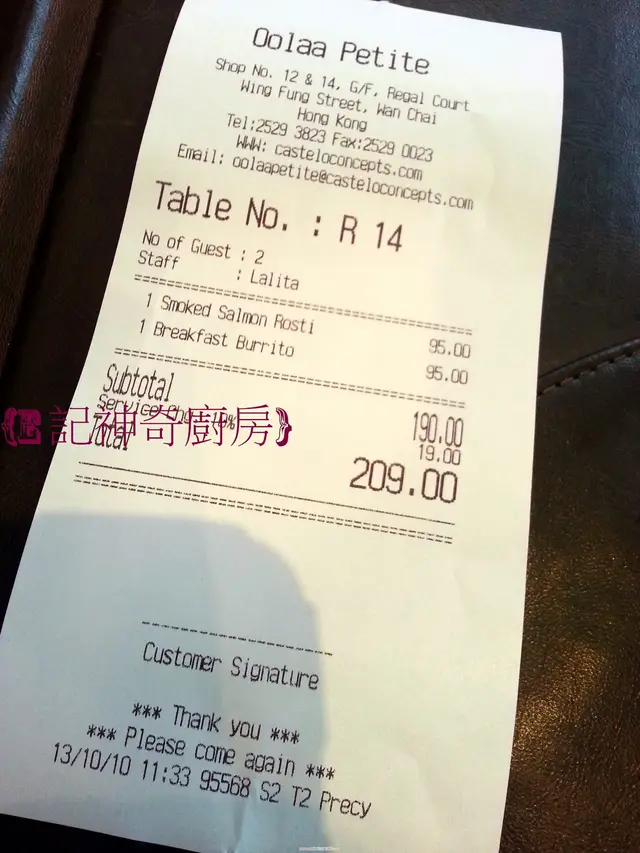 Oolaa Petite
Shop No. 12 & 14, G/F, Regal Court
Wing Fung Street, Wan Chai
Hong Kong
Tel:2529 3823 Fax:2529 0023
WWW: casteloconcepts.com
Email: oolaapetite@casteloconcepts.com
Table No. : R 14
No of Guest : 2
Staff : Lalita
1 Smoked Salmon Rosti 95.00
1 Breakfast Burrito 95.00
Subtotal 190.00
Service Chg. 10% 19.00
Total 209.00
記神奇廚房
Customer Signature
*** Thank you ***
*** Please come again ***
13/10/10 11:33 95568 S2 T2 Precy